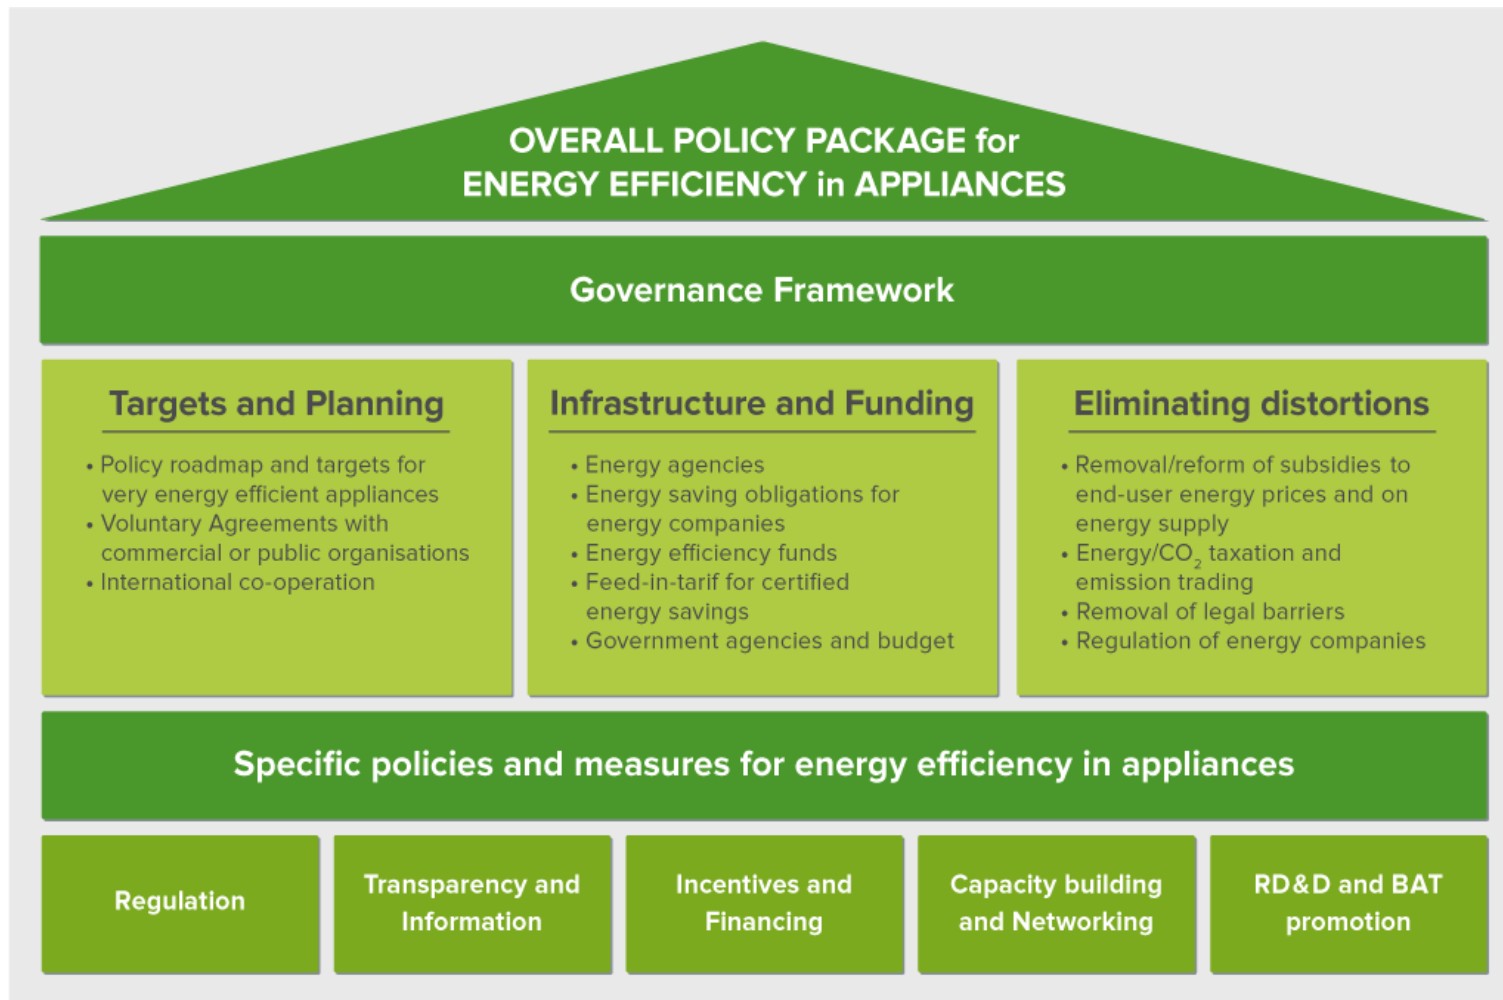 OVERALL POLICY PACKAGE for
ENERGY EFFICIENCY in APPLIANCES
Governance Framework
Targets and Planning
• Policy roadmap and targets for
very energy efficient appliances
• Voluntary Agreements with
commercial or public organisations
• International co-operation
Infrastructure and Funding
• Energy agencies
• Energy saving obligations for
energy companies
• Energy efficiency funds
• Feed-in-tarif for certified
energy savings
• Government agencies and budget
Eliminating distortions
• Removal/reform of subsidies to
end-user energy prices and on
energy supply
• Energy/CO₂ taxation and
emission trading
• Removal of legal barriers
• Regulation of energy companies
Specific policies and measures for energy efficiency in appliances
Regulation
Transparency and
Information
Incentives and
Financing
Capacity building
and Networking
RD&D and BAT
promotion